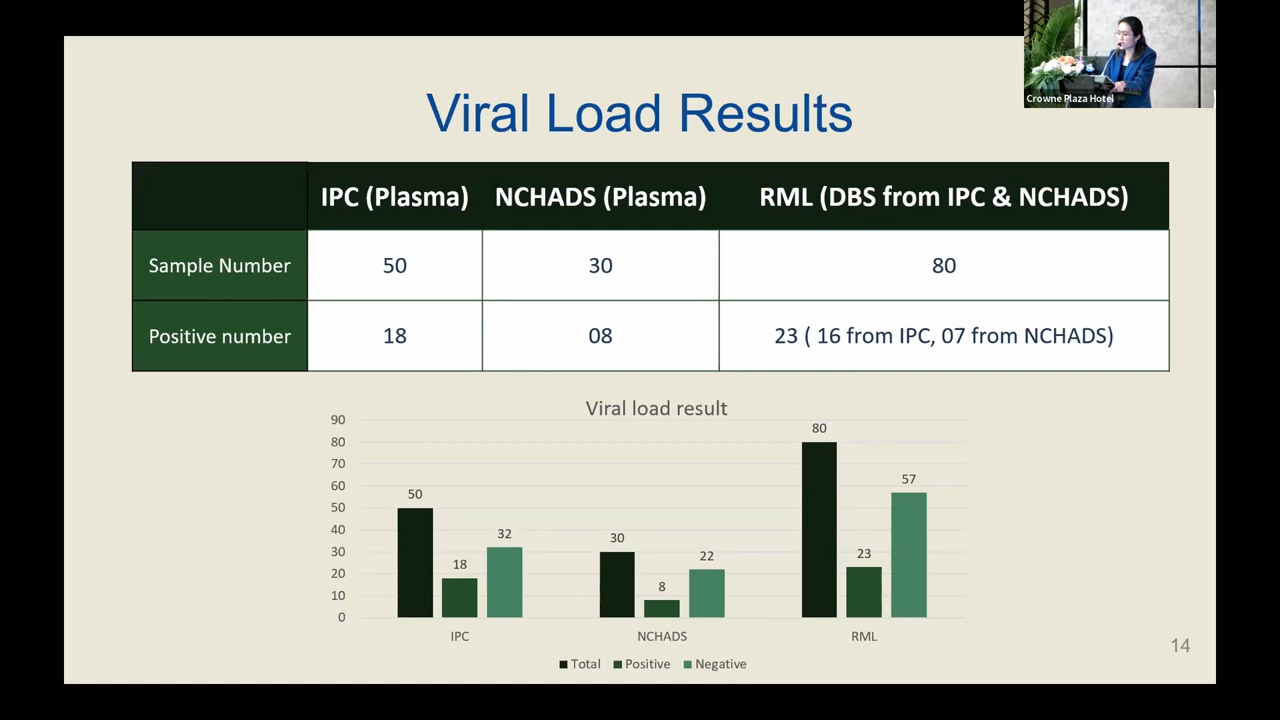 Crowne Plaza Hotel
Viral Load Results
IPC (Plasma) NCHADS (Plasma) RML (DBS from IPC & NCHADS)
Sample Number 50 30 80
Positive number 18 08 23 ( 16 from IPC, 07 from NCHADS)
Viral load result
90
80
70
60
50
40
30
20
10
0
50 18 32
30 8 22
80 23 57
IPC NCHADS RML
Total Positive Negative
14